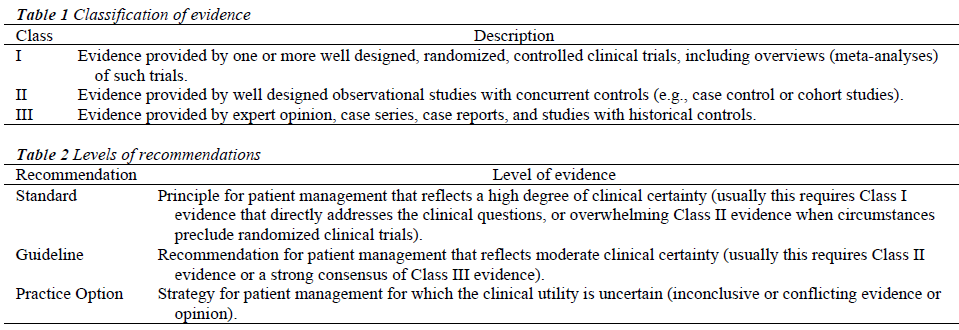 Table 1 Classification of evidence
Class Description
I Evidence provided by one or more well designed, randomized, controlled clinical trials, including overviews (meta-analyses)
of such trials.
II Evidence provided by well designed observational studies with concurrent controls (e.g., case control or cohort studies).
III Evidence provided by expert opinion, case series, case reports, and studies with historical controls.
Table 2 Levels of recommendations
Recommendation Level of evidence
Standard Principle for patient management that reflects a high degree of clinical certainty (usually this requires Class I
evidence that directly addresses the clinical questions, or overwhelming Class II evidence when circumstances
preclude randomized clinical trials).
Guideline Recommendation for patient management that reflects moderate clinical certainty (usually this requires Class II
evidence or a strong consensus of Class III evidence).
Practice Option Strategy for patient management for which the clinical utility is uncertain (inconclusive or conflicting evidence or
opinion).